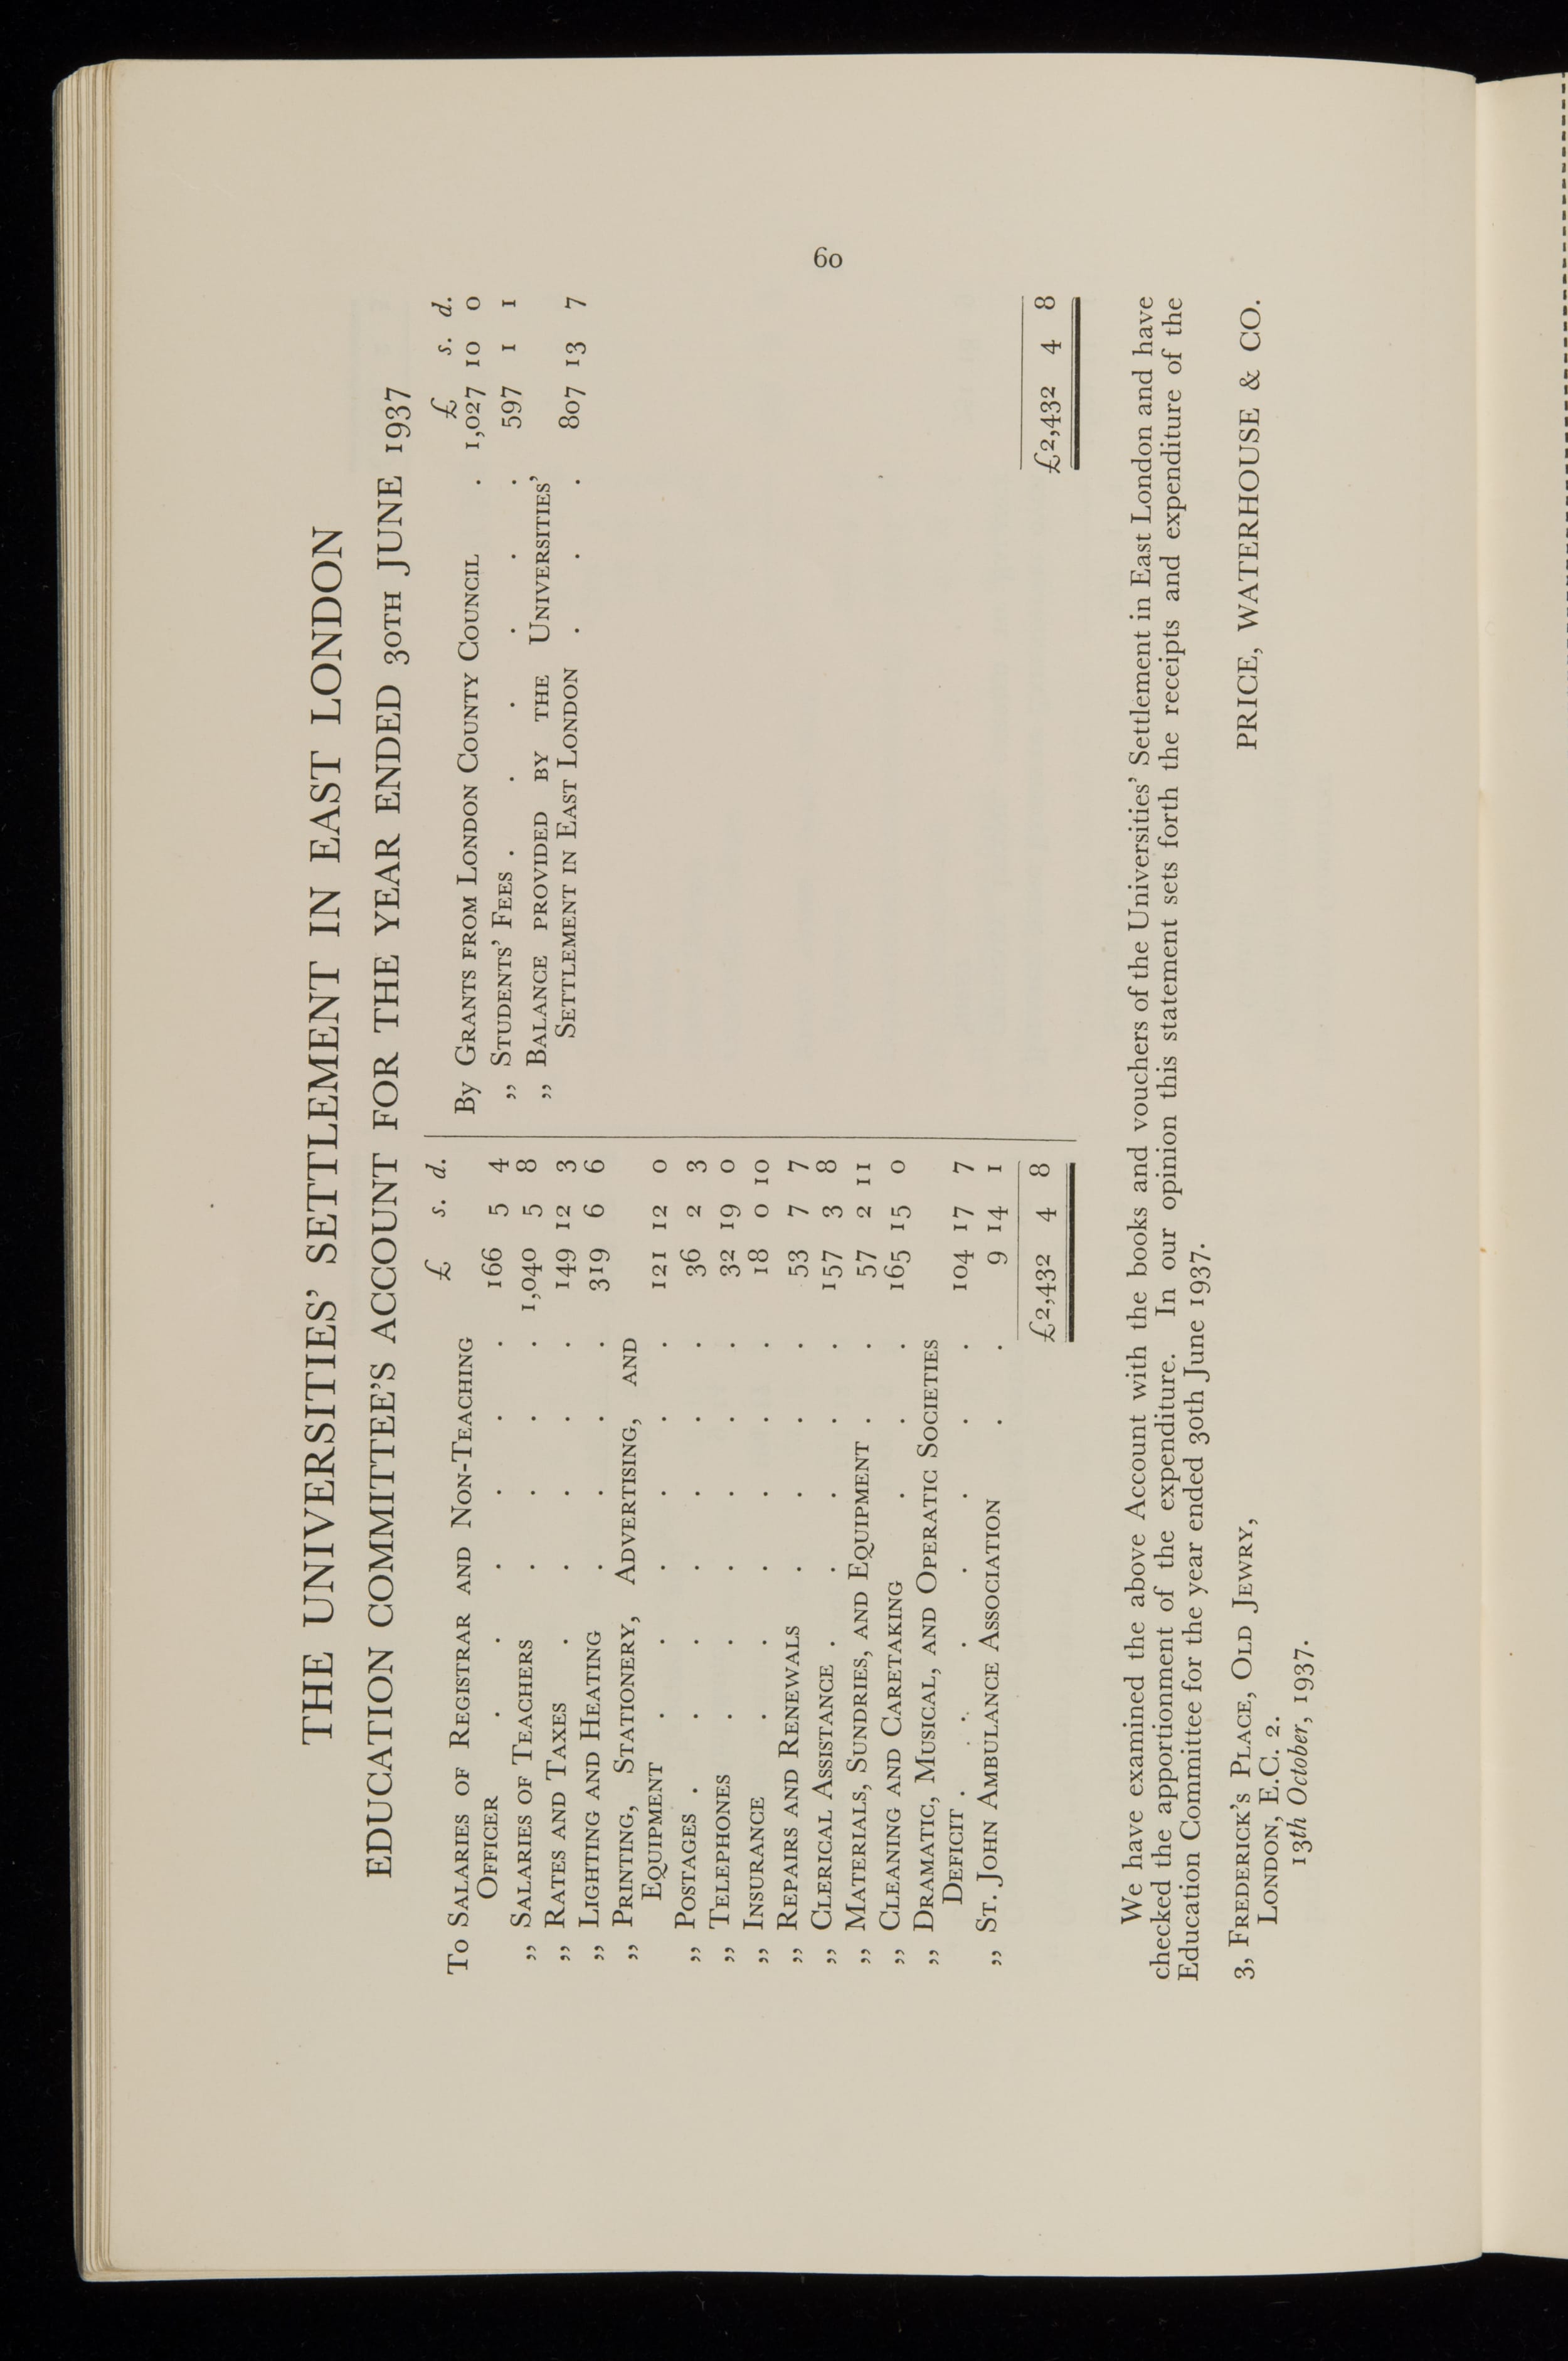 THE UNIVERSITIES' SETTLEMENT IN EAST LONDON
EDUCATION COMMITTEE'S ACCOUNT FOR THE YEAR ENDED 30TH JUNE 1937
£ s. d.
To Salaries of Registrar and Non-Teaching
Officer . . . . . . 166 5 4
,, Salaries of Teachers . . . . 1,040 5 8
,, Rates and Taxes . . . . . 149 12 3
,, Lighting and Heating . . . . 319 6 6
,, Printing, Stationery, Advertising, and
Equipment . . . . . . 121 12 0
,, Postages . . . . . . . 36 2 3
,, Telephones . . . . . . 32 19 0
,, Insurance . . . . . . 18 0 10
,, Repairs and Renewals . . . . 53 7 7
,, Clerical Assistance . . . . . 157 3 8
,, Materials, Sundries, and Equipment . . 57 2 11
,, Cleaning and Caretaking . . . 165 15 0
,, Dramatic, Musical, and Operatic Societies
Deficit . . . . . . . 104 17 7
,, St. John Ambulance Association . . 9 14 1
£2,432 4 8
£ s. d.
By Grants from London County Council . 1,027 10 0
,, Students' Fees . . . . . . 597 1 1
,, Balance provided by the Universities'
Settlement in East London . . . 807 13 7
£2,432 4 8
We have examined the above Account with the books and vouchers of the Universities' Settlement in East London and have
checked the apportionment of the expenditure. In our opinion this statement sets forth the receipts and expenditure of the
Education Committee for the year ended 30th June 1937.
3, Frederick's Place, Old Jewry,
London, E.C. 2.
13th October, 1937.
PRICE, WATERHOUSE & CO.
60